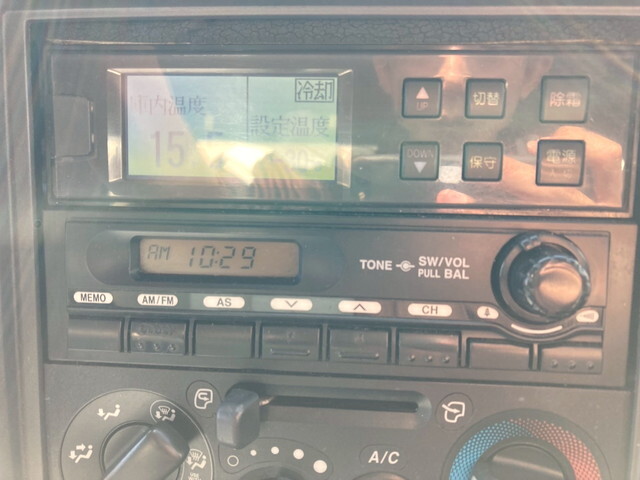 冷却
内温度
設定温度
15
▲ UP
切替
除霜
DOWN ▼
保守
電源
AM 10:29
TONE SW/VOL
PULL BAL
MEMO AM/FM AS CH
A/C